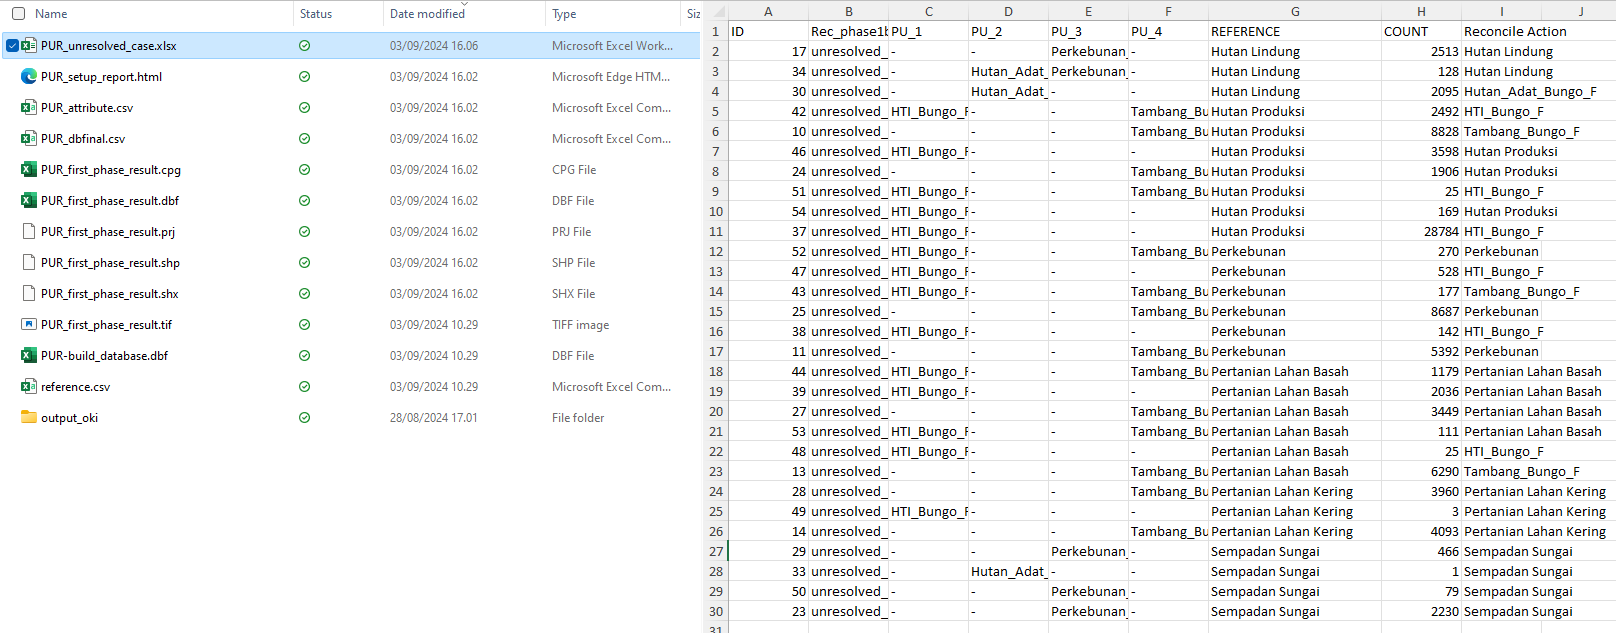 Name Status Date modified Type Siz
PUR_unresolved_case.xlsx 03/09/2024 16.06 Microsoft Excel Work...
PUR_setup_report.html 03/09/2024 16.02 Microsoft Edge HTM...
PUR_attribute.csv 03/09/2024 16.02 Microsoft Excel Com...
PUR_dbfinal.csv 03/09/2024 16.02 Microsoft Excel Com...
PUR_first_phase_result.cpg 03/09/2024 16.02 CPG File
PUR_first_phase_result.dbf 03/09/2024 16.02 DBF File
PUR_first_phase_result.prj 03/09/2024 16.02 PRJ File
PUR_first_phase_result.shp 03/09/2024 16.02 SHP File
PUR_first_phase_result.shx 03/09/2024 16.02 SHX File
PUR_first_phase_result.tif 03/09/2024 10.29 TIFF image
PUR-build_database.dbf 03/09/2024 10.29 DBF File
reference.csv 03/09/2024 10.29 Microsoft Excel Com...
output_oki 28/08/2024 17.01 File folder
A B C D E F G H I J
1 ID Rec_phase1b PU_1 PU_2 PU_3 PU_4 REFERENCE COUNT Reconcile Action
2 17 unresolved_ - - Perkebunan_ - Hutan Lindung 2513 Hutan Lindung
3 34 unresolved_ - Hutan_Adat_ Perkebunan_ - Hutan Lindung 128 Hutan Lindung
4 30 unresolved_ - Hutan_Adat_ - - Hutan Lindung 2095 Hutan_Adat_Bungo_F
5 42 unresolved_ HTI_Bungo_F - - Tambang_Bu Hutan Produksi 2492 HTI_Bungo_F
6 10 unresolved_ - - - Tambang_Bu Hutan Produksi 8828 Tambang_Bungo_F
7 46 unresolved_ HTI_Bungo_F - - - Hutan Produksi 3598 Hutan Produksi
8 24 unresolved_ - - - Tambang_Bu Hutan Produksi 1906 Hutan Produksi
9 51 unresolved_ HTI_Bungo_F - - Tambang_Bu Hutan Produksi 25 HTI_Bungo_F
10 54 unresolved_ HTI_Bungo_F - - - Hutan Produksi 169 Hutan Produksi
11 37 unresolved_ HTI_Bungo_F - - - Hutan Produksi 28784 HTI_Bungo_F
12 52 unresolved_ HTI_Bungo_F - - Tambang_Bu Perkebunan 270 Perkebunan
13 47 unresolved_ HTI_Bungo_F - - - Perkebunan 528 HTI_Bungo_F
14 43 unresolved_ HTI_Bungo_F - - Tambang_Bu Perkebunan 177 Tambang_Bungo_F
15 25 unresolved_ - - - Tambang_Bu Perkebunan 8687 Perkebunan
16 38 unresolved_ HTI_Bungo_F - - - Perkebunan 142 HTI_Bungo_F
17 11 unresolved_ - - - Tambang_Bu Perkebunan 5392 Perkebunan
18 44 unresolved_ HTI_Bungo_F - - Tambang_Bu Pertanian Lahan Basah 1179 Pertanian Lahan Basah
19 39 unresolved_ HTI_Bungo_F - - - Pertanian Lahan Basah 2036 Pertanian Lahan Basah
20 27 unresolved_ - - - Tambang_Bu Pertanian Lahan Basah 3449 Pertanian Lahan Basah
21 53 unresolved_ HTI_Bungo_F - - Tambang_Bu Pertanian Lahan Basah 111 Pertanian Lahan Basah
22 48 unresolved_ HTI_Bungo_F - - - Pertanian Lahan Basah 25 HTI_Bungo_F
23 13 unresolved_ - - - Tambang_Bu Pertanian Lahan Basah 6290 Tambang_Bungo_F
24 28 unresolved_ - - - Tambang_Bu Pertanian Lahan Kering 3960 Pertanian Lahan Kering
25 49 unresolved_ HTI_Bungo_F - - - Pertanian Lahan Kering 3 Pertanian Lahan Kering
26 14 unresolved_ - - - Tambang_Bu Pertanian Lahan Kering 4093 Pertanian Lahan Kering
27 29 unresolved_ - - Perkebunan_ - Sempadan Sungai 466 Sempadan Sungai
28 33 unresolved_ - Hutan_Adat_ - - Sempadan Sungai 1 Sempadan Sungai
29 50 unresolved_ - - Perkebunan_ - Sempadan Sungai 79 Sempadan Sungai
30 23 unresolved_ - - Perkebunan_ - Sempadan Sungai 2230 Sempadan Sungai
31